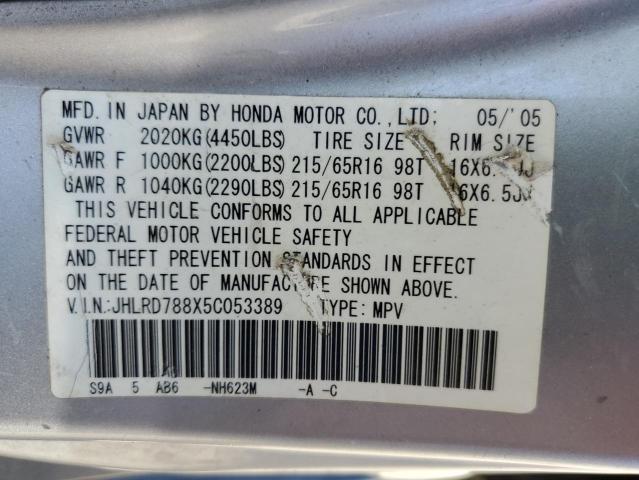 MFD. IN JAPAN BY HONDA MOTOR CO., LTD: 05/'05
GVWR 2020KG(4450LBS) TIRE SIZE RIM SIZE
GAWR F 1000KG(2200LBS) 215/65R16 98T
GAWR R 1040KG(2290LBS) 215/65R16 98T
THIS VEHICLE CONFORMS TO ALL APPLICABLE
FEDERAL MOTOR VEHICLE SAFETY
AND THEFT PREVENTION STANDARDS IN EFFECT
ON THE DATE OF MANUFACTURE SHOWN ABOVE.
V.I.N.:JHLRD788X5C053389 TYPE: MPV
S9A 5 AB6 -NH623M -A -C